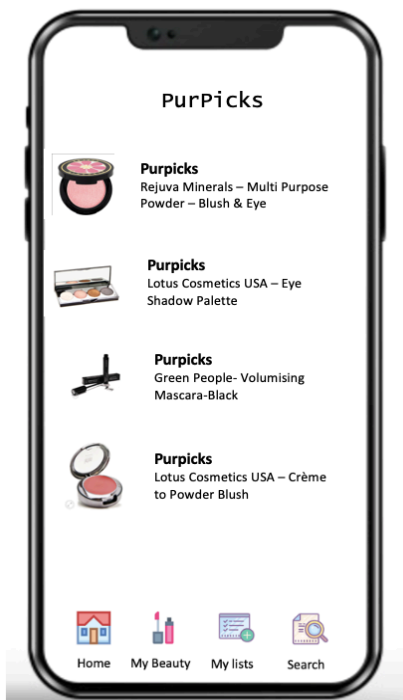 PurPicks
Purpicks
Rejuva Minerals – Multi Purpose
Powder – Blush & Eye
Purpicks
Lotus Cosmetics USA – Eye
Shadow Palette
Purpicks
Green People- Volumising
Mascara-Black
Purpicks
Lotus Cosmetics USA – Crème
to Powder Blush
Home
My Beauty
My lists
Search